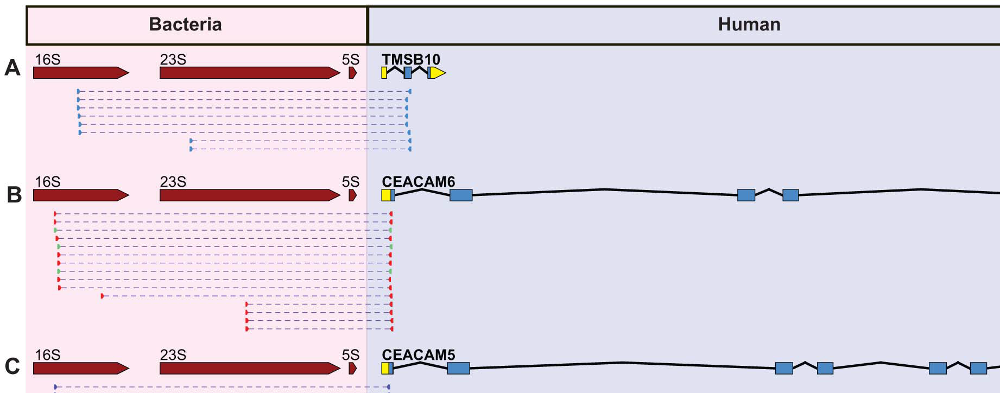 Bacteria Human
A 16S 23S 5S TMSB10
B 16S 23S 5S CEACAM6
C 16S 23S 5S CEACAM5